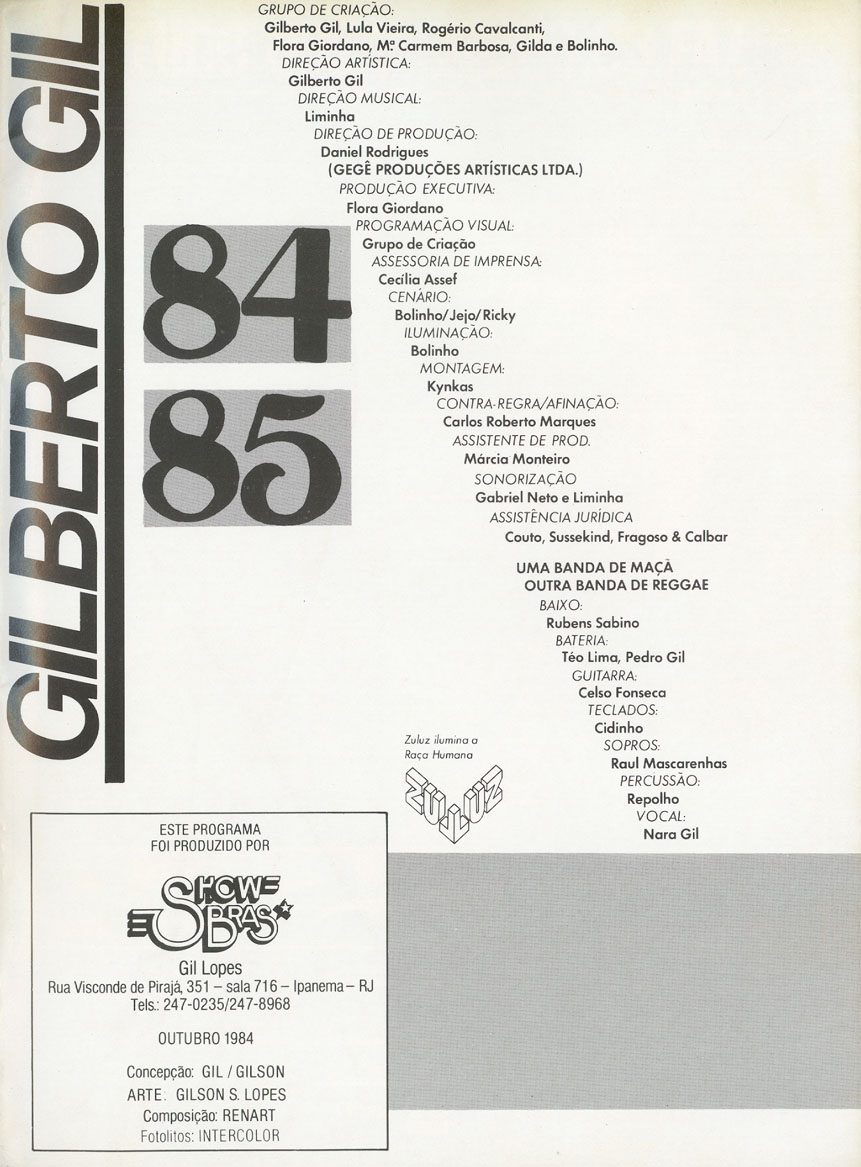 GILBERTO GIL
84
85
GRUPO DE CRIAÇÃO:
Gilberto Gil, Lula Vieira, Rogério Cavalcanti,
Flora Giordano, Mª Carmem Barbosa, Gilda e Bolinho.
DIREÇÃO ARTÍSTICA:
Gilberto Gil
DIREÇÃO MUSICAL:
Liminha
DIREÇÃO DE PRODUÇÃO:
Daniel Rodrigues
(GEGÊ PRODUÇÕES ARTÍSTICAS LTDA.)
PRODUÇÃO EXECUTIVA:
Flora Giordano
PROGRAMAÇÃO VISUAL:
Grupo de Criação
ASSESSORIA DE IMPRENSA:
Cecília Assef
CENÁRIO:
Bolinho/Jejo/Ricky
ILUMINAÇÃO:
Bolinho
MONTAGEM:
Kynkas
CONTRA-REGRA/AFINAÇÃO:
Carlos Roberto Marques
ASSISTENTE DE PROD.
Márcia Monteiro
SONORIZAÇÃO
Gabriel Neto e Liminha
ASSISTÊNCIA JURÍDICA
Couto, Sussekind, Fragoso & Calbar
UMA BANDA DE MAÇÀ
OUTRA BANDA DE REGGAE
BAIXO:
Rubens Sabino
BATERIA:
Téo Lima, Pedro Gil
GUITARRA:
Celso Fonseca
TECLADOS:
Cidinho
SOPROS:
Raul Mascarenhas
PERCUSSÃO:
Repolho
VOCAL:
Nara Gil
Zuluz ilumina a
Raça Humana
ZULUZ
ESTE PROGRAMA
FOI PRODUZIDO POR
SHOW
BRAS
Gil Lopes
Rua Visconde de Pirajá, 351 – sala 716 – Ipanema – RJ
Tels.: 247-0235/247-8968
OUTUBRO 1984
Concepção: GIL / GILSON
ARTE: GILSON S. LOPES
Composição: RENART
Fotolitos: INTERCOLOR